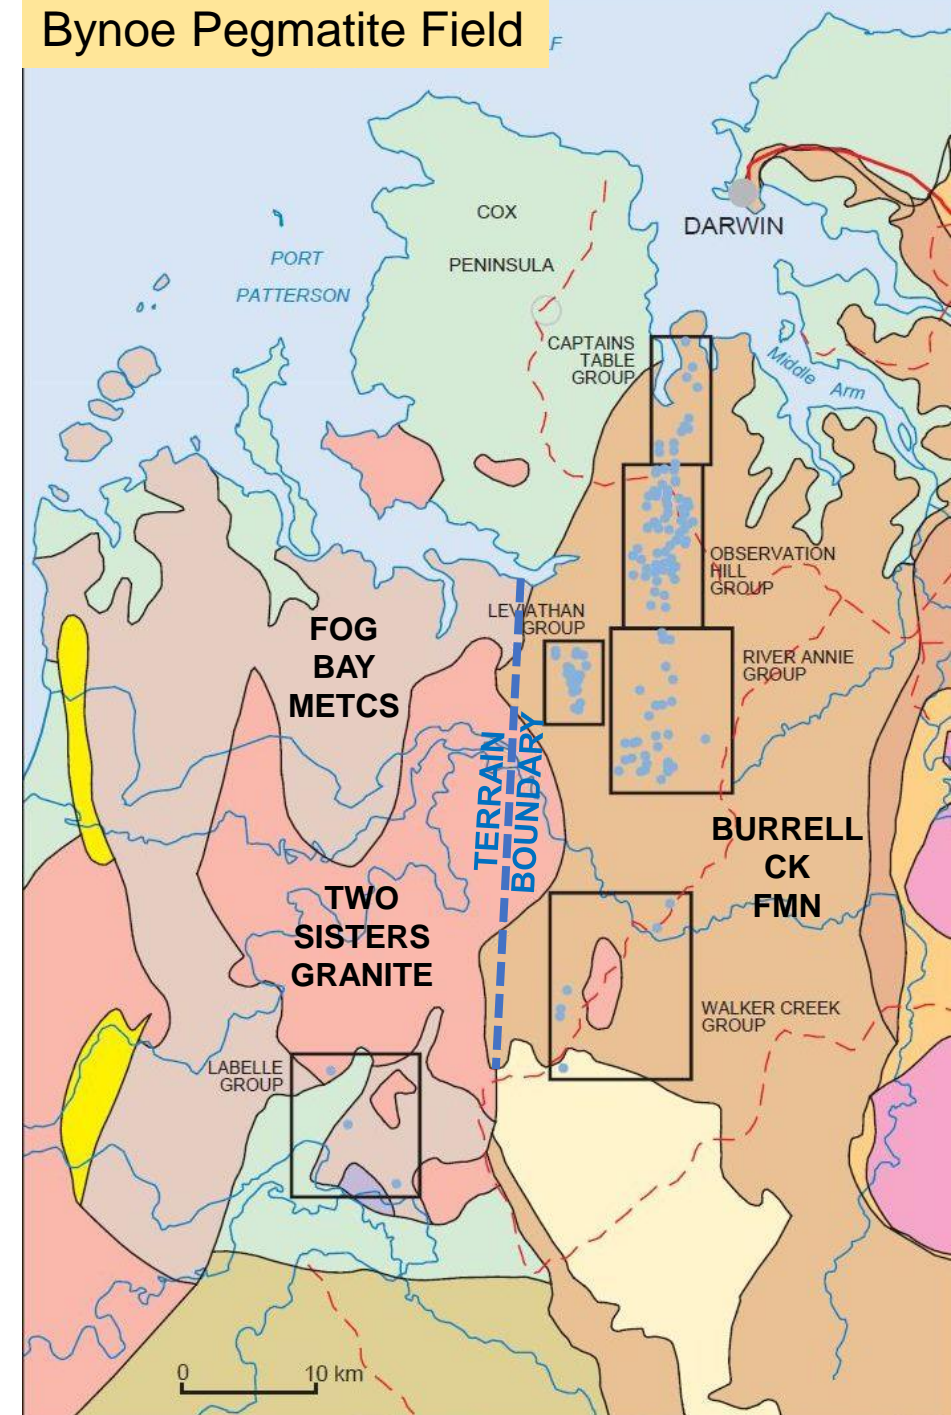 Bynoe Pegmatite Field
F
COX
PENINSULA
DARWIN
PORT
PATTERSON
CAPTAINS
TABLE
GROUP
Middle Arm
OBSERVATION
HILL
GROUP
LEVIATHAN
GROUP
FOG
BAY
METCS
RIVER ANNIE
GROUP
TERRAIN
BOUNDARY
BURRELL
CK
FMN
TWO
SISTERS
GRANITE
WALKER CREEK
GROUP
LABELLE
GROUP
0 10 km